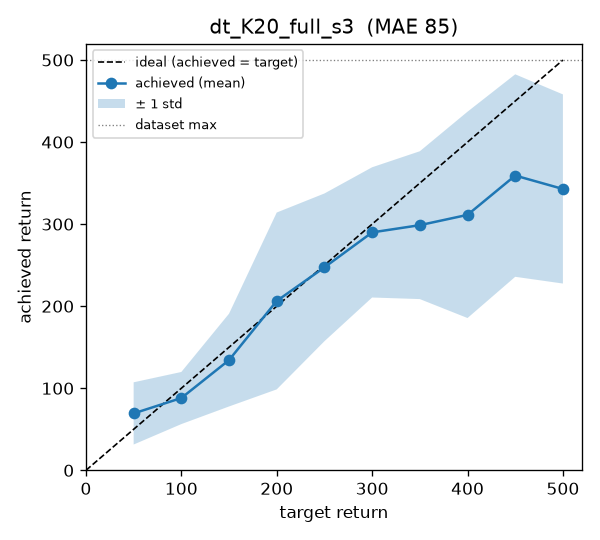 dt_K20_full_s3  (MAE 85)
ideal (achieved = target)
achieved (mean)
± 1 std
dataset max
500
400
300
200
100
0
achieved return
0 100 200 300 400 500
target return